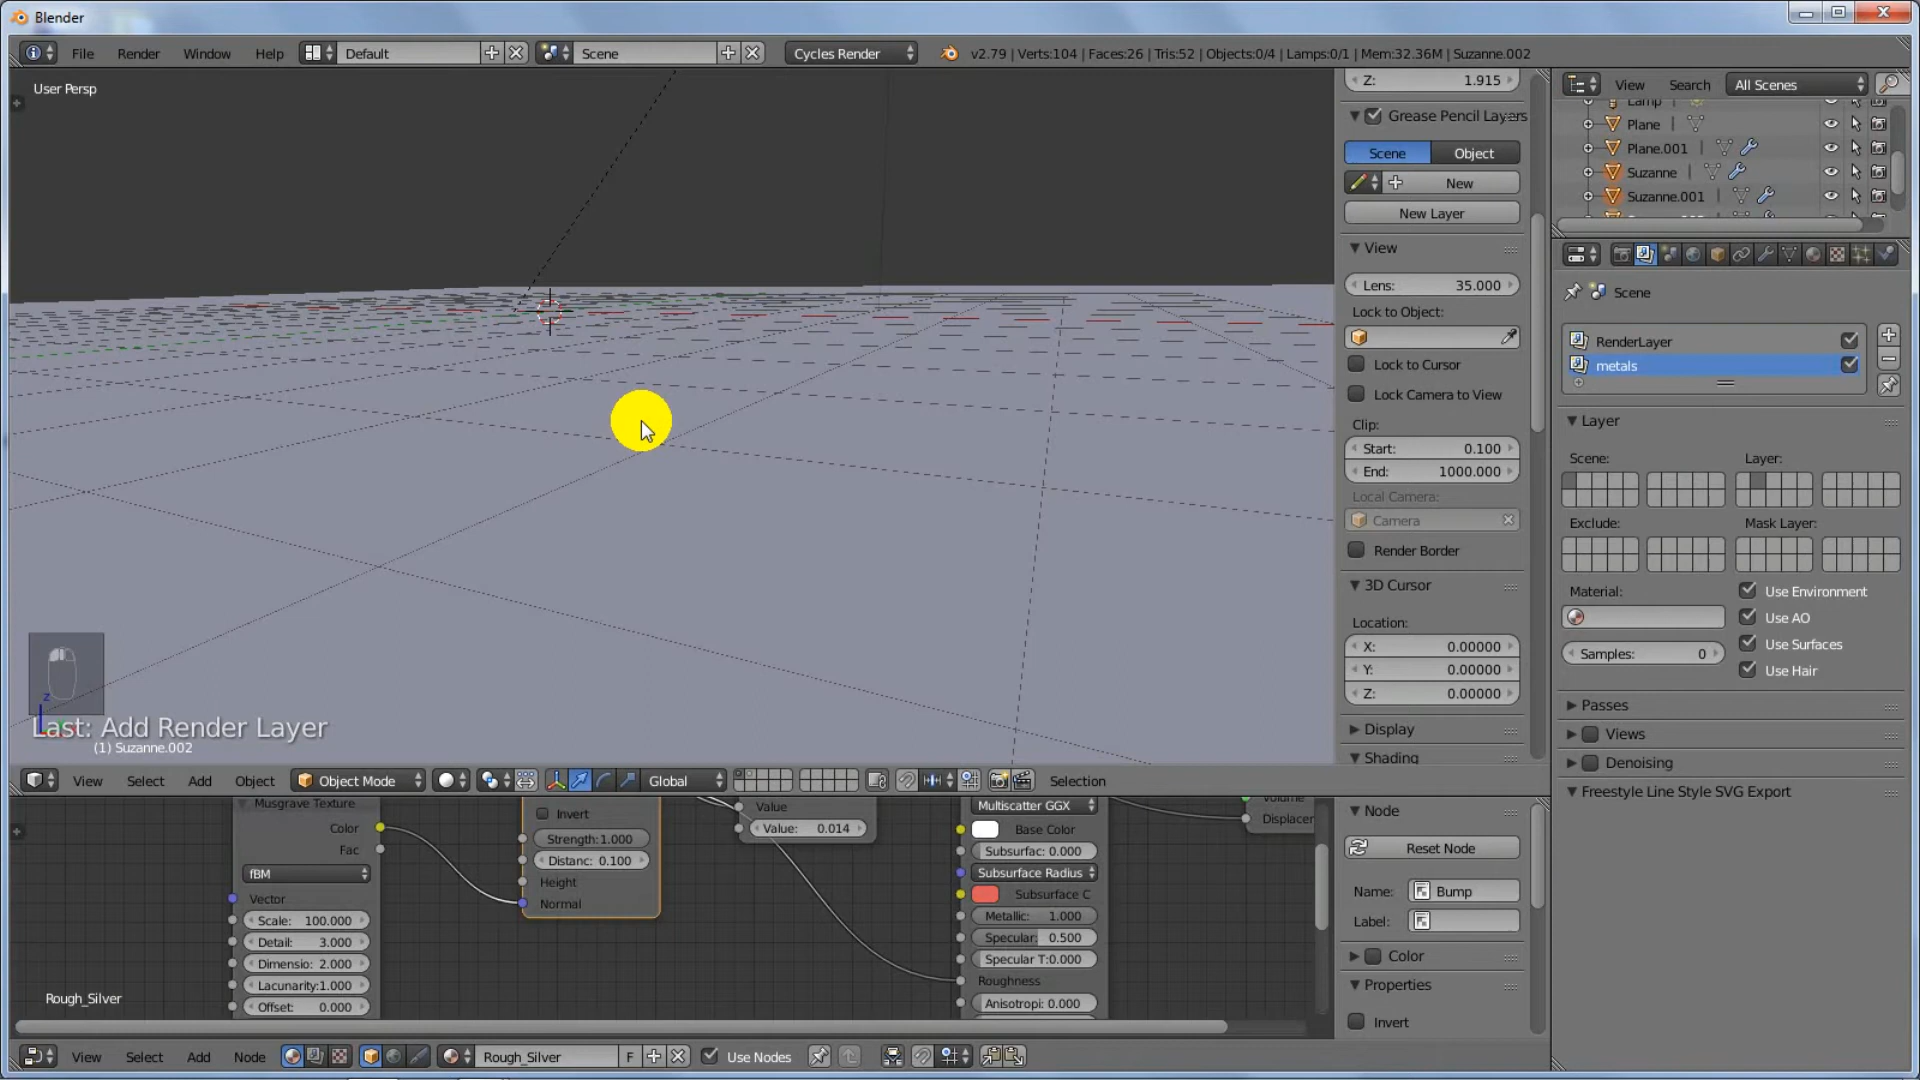 Blender
File Render Window Help Default Scene Cycles Render v2.79 | Verts:104 | Faces:26 | Tris:52 | Objects:0/4 | Lamps:0/1 | Mem:32.36M | Suzanne.002
User Persp
Last: Add Render Layer
(1) Suzanne.002
View Select Add Object Object Mode Global Selection
Z: 1.915
Grease Pencil Layers
Scene Object
New
New Layer
View
Lens: 35.000
Lock to Object:
Lock to Cursor
Lock Camera to View
Clip:
Start: 0.100
End: 1000.000
Local Camera:
Camera
Render Border
3D Cursor
Location:
X: 0.00000
Y: 0.00000
Z: 0.00000
Display
Shading
View Search All Scenes
Lamp
Plane
Plane.001
Suzanne
Suzanne.001
Scene
RenderLayer
metals
Layer
Scene: Layer:
Exclude: Mask Layer:
Material:
Use Environment
Use AO
Samples: 0
Use Surfaces
Use Hair
Passes
Views
Denoising
Freestyle Line Style SVG Export
Musgrave Texture
Color
Fac
fBM
Vector
Scale: 100.000
Detail: 3.000
Dimensio: 2.000
Lacunarity:1.000
Offset: 0.000
Rough_Silver
Invert
Strength:1.000
Distanc: 0.100
Height
Normal
Value
Value: 0.014
Multiscatter GGX
Base Color
Subsurfac: 0.000
Subsurface Radius
Subsurface C
Metallic: 1.000
Specular: 0.500
Specular T:0.000
Roughness
Anisotropi: 0.000
Volume
Displacer
Node
Reset Node
Name: Bump
Label:
Color
Properties
Invert
View Select Add Node Rough_Silver F Use Nodes